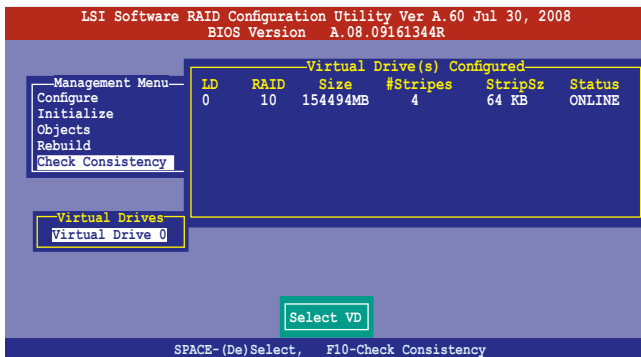 LSI Software RAID Configuration Utility Ver A.60 Jul 30, 2008
BIOS Version A.08.09161344R
Virtual Drive(s) Configured
LD RAID Size #Stripes StripSz Status
0 10 154494MB 4 64 KB ONLINE
Management Menu
Configure
Initialize
Objects
Rebuild
Check Consistency
Virtual Drives
Virtual Drive 0
Select VD
SPACE-(De)Select, F10-Check Consistency